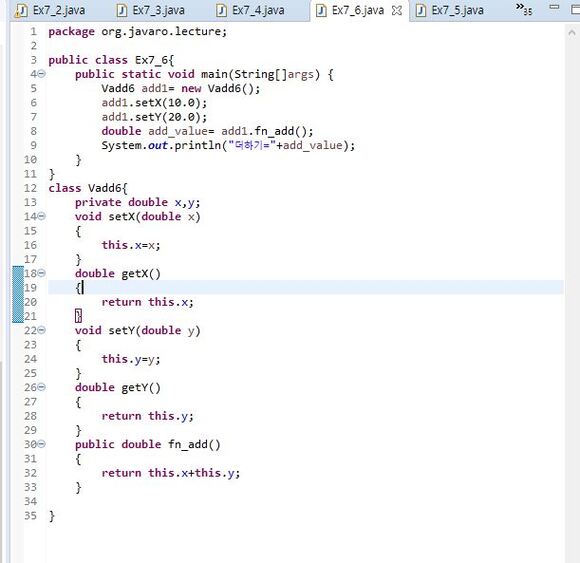 Ex7_2.java Ex7_3.java Ex7_4.java Ex7_6.java Ex7_5.java »35
1 package org.javaro.lecture;
2
3 public class Ex7_6{
4 public static void main(String[]args) {
5 Vadd6 add1= new Vadd6();
6 add1.setX(10.0);
7 add1.setY(20.0);
8 double add_value= add1.fn_add();
9 System.out.println("더하기="+add_value);
10 }
11 }
12 class Vadd6{
13 private double x,y;
14 void setX(double x)
15 {
16 this.x=x;
17 }
18 double getX()
19 {
20 return this.x;
21 }
22 void setY(double y)
23 {
24 this.y=y;
25 }
26 double getY()
27 {
28 return this.y;
29 }
30 public double fn_add()
31 {
32 return this.x+this.y;
33 }
34
35 }